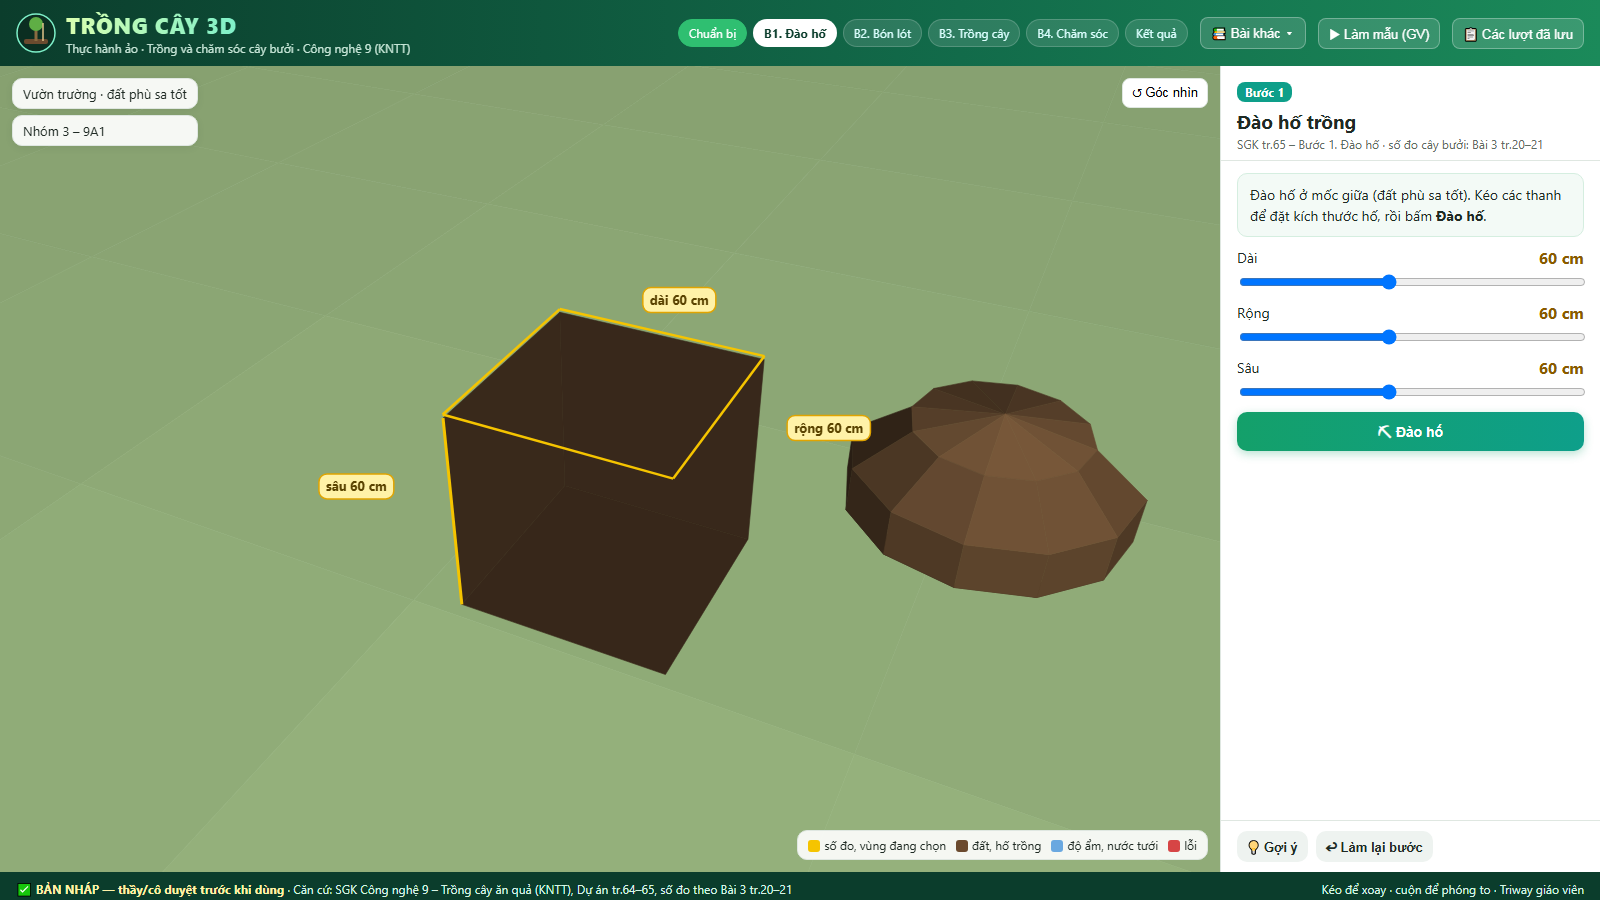 TRỒNG CÂY 3D
Thực hành ảo · Trồng và chăm sóc cây bưởi · Công nghệ 9 (KNTT)
Chuẩn bị
B1. Đào hố
B2. Bón lót
B3. Trồng cây
B4. Chăm sóc
Kết quả
Bài khác
Làm mẫu (GV)
Các lượt đã lưu
Vườn trường · đất phù sa tốt
Nhóm 3 – 9A1
Góc nhìn
dài 60 cm
rộng 60 cm
sâu 60 cm
số đo, vùng đang chọn
đất, hố trồng
độ ẩm, nước tưới
lỗi
Bước 1
Đào hố trồng
SGK tr.65 – Bước 1. Đào hố · số đo cây bưởi: Bài 3 tr.20–21
Đào hố ở mốc giữa (đất phù sa tốt). Kéo các thanh
để đặt kích thước hố, rồi bấm Đào hố.
Dài 60 cm
Rộng 60 cm
Sâu 60 cm
Đào hố
Gợi ý
Làm lại bước
BẢN NHÁP — thầy/cô duyệt trước khi dùng · Căn cứ: SGK Công nghệ 9 – Trồng cây ăn quả (KNTT), Dự án tr.64–65, số đo theo Bài 3 tr.20–21
Kéo để xoay · cuộn để phóng to · Triway giáo viên